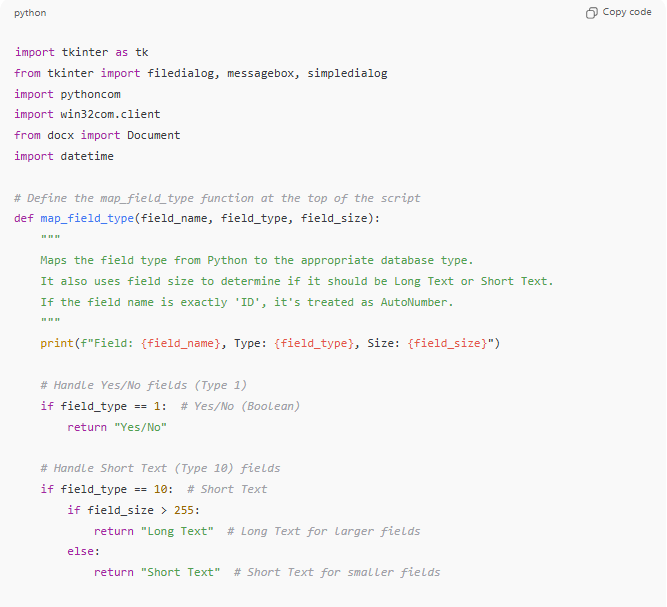 python
Copy code
import tkinter as tk
from tkinter import filedialog, messagebox, simpledialog
import pythoncom
import win32com.client
from docx import Document
import datetime
# Define the map_field_type function at the top of the script
def map_field_type(field_name, field_type, field_size):
    """
    Maps the field type from Python to the appropriate database type.
    It also uses field size to determine if it should be Long Text or Short Text.
    If the field name is exactly 'ID', it's treated as AutoNumber.
    """
    print(f"Field: {field_name}, Type: {field_type}, Size: {field_size}")
    # Handle Yes/No fields (Type 1)
    if field_type == 1:  # Yes/No (Boolean)
        return "Yes/No"
    # Handle Short Text (Type 10) fields
    if field_type == 10:  # Short Text
        if field_size > 255:
            return "Long Text"  # Long Text for larger fields
        else:
            return "Short Text"  # Short Text for smaller fields